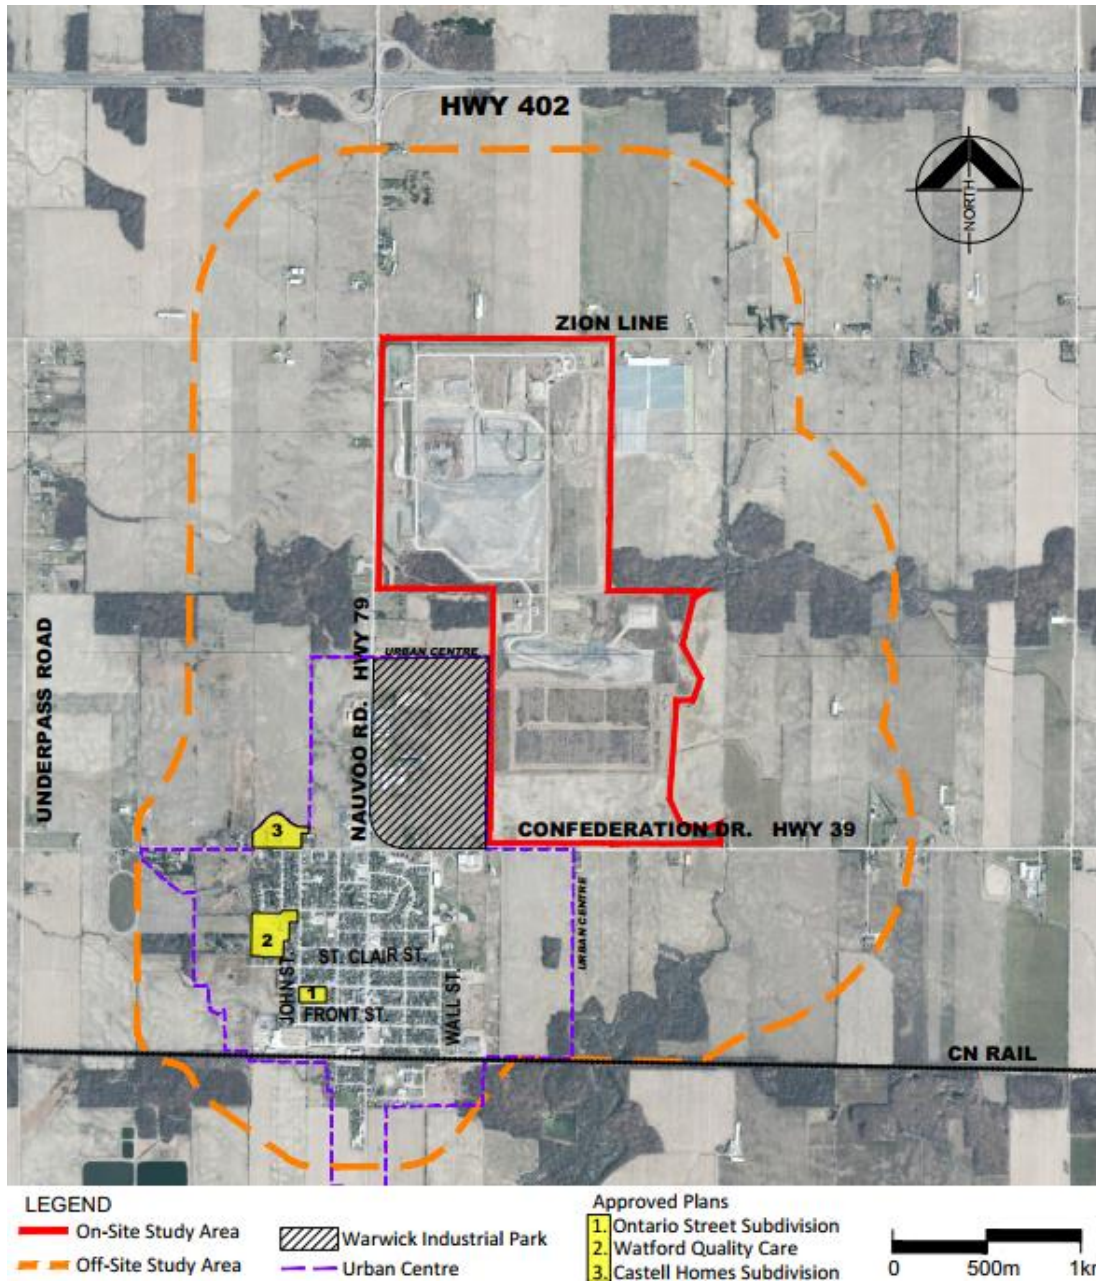 HWY 402
NORTH
ZION LINE
UNDERPASS ROAD
NAUVOO RD. HWY 79
URBAN CENTRE
CONFEDERATION DR. HWY 39
3
URBAN CENTRE
2
ST. CLAIR ST.
JOHN ST.
1
FRONT ST.
WALL ST.
CN RAIL
LEGEND
On-Site Study Area
Off-Site Study Area
Warwick Industrial Park
Urban Centre
Approved Plans
1. Ontario Street Subdivision
2. Watford Quality Care
3. Castell Homes Subdivision
0 500m 1km